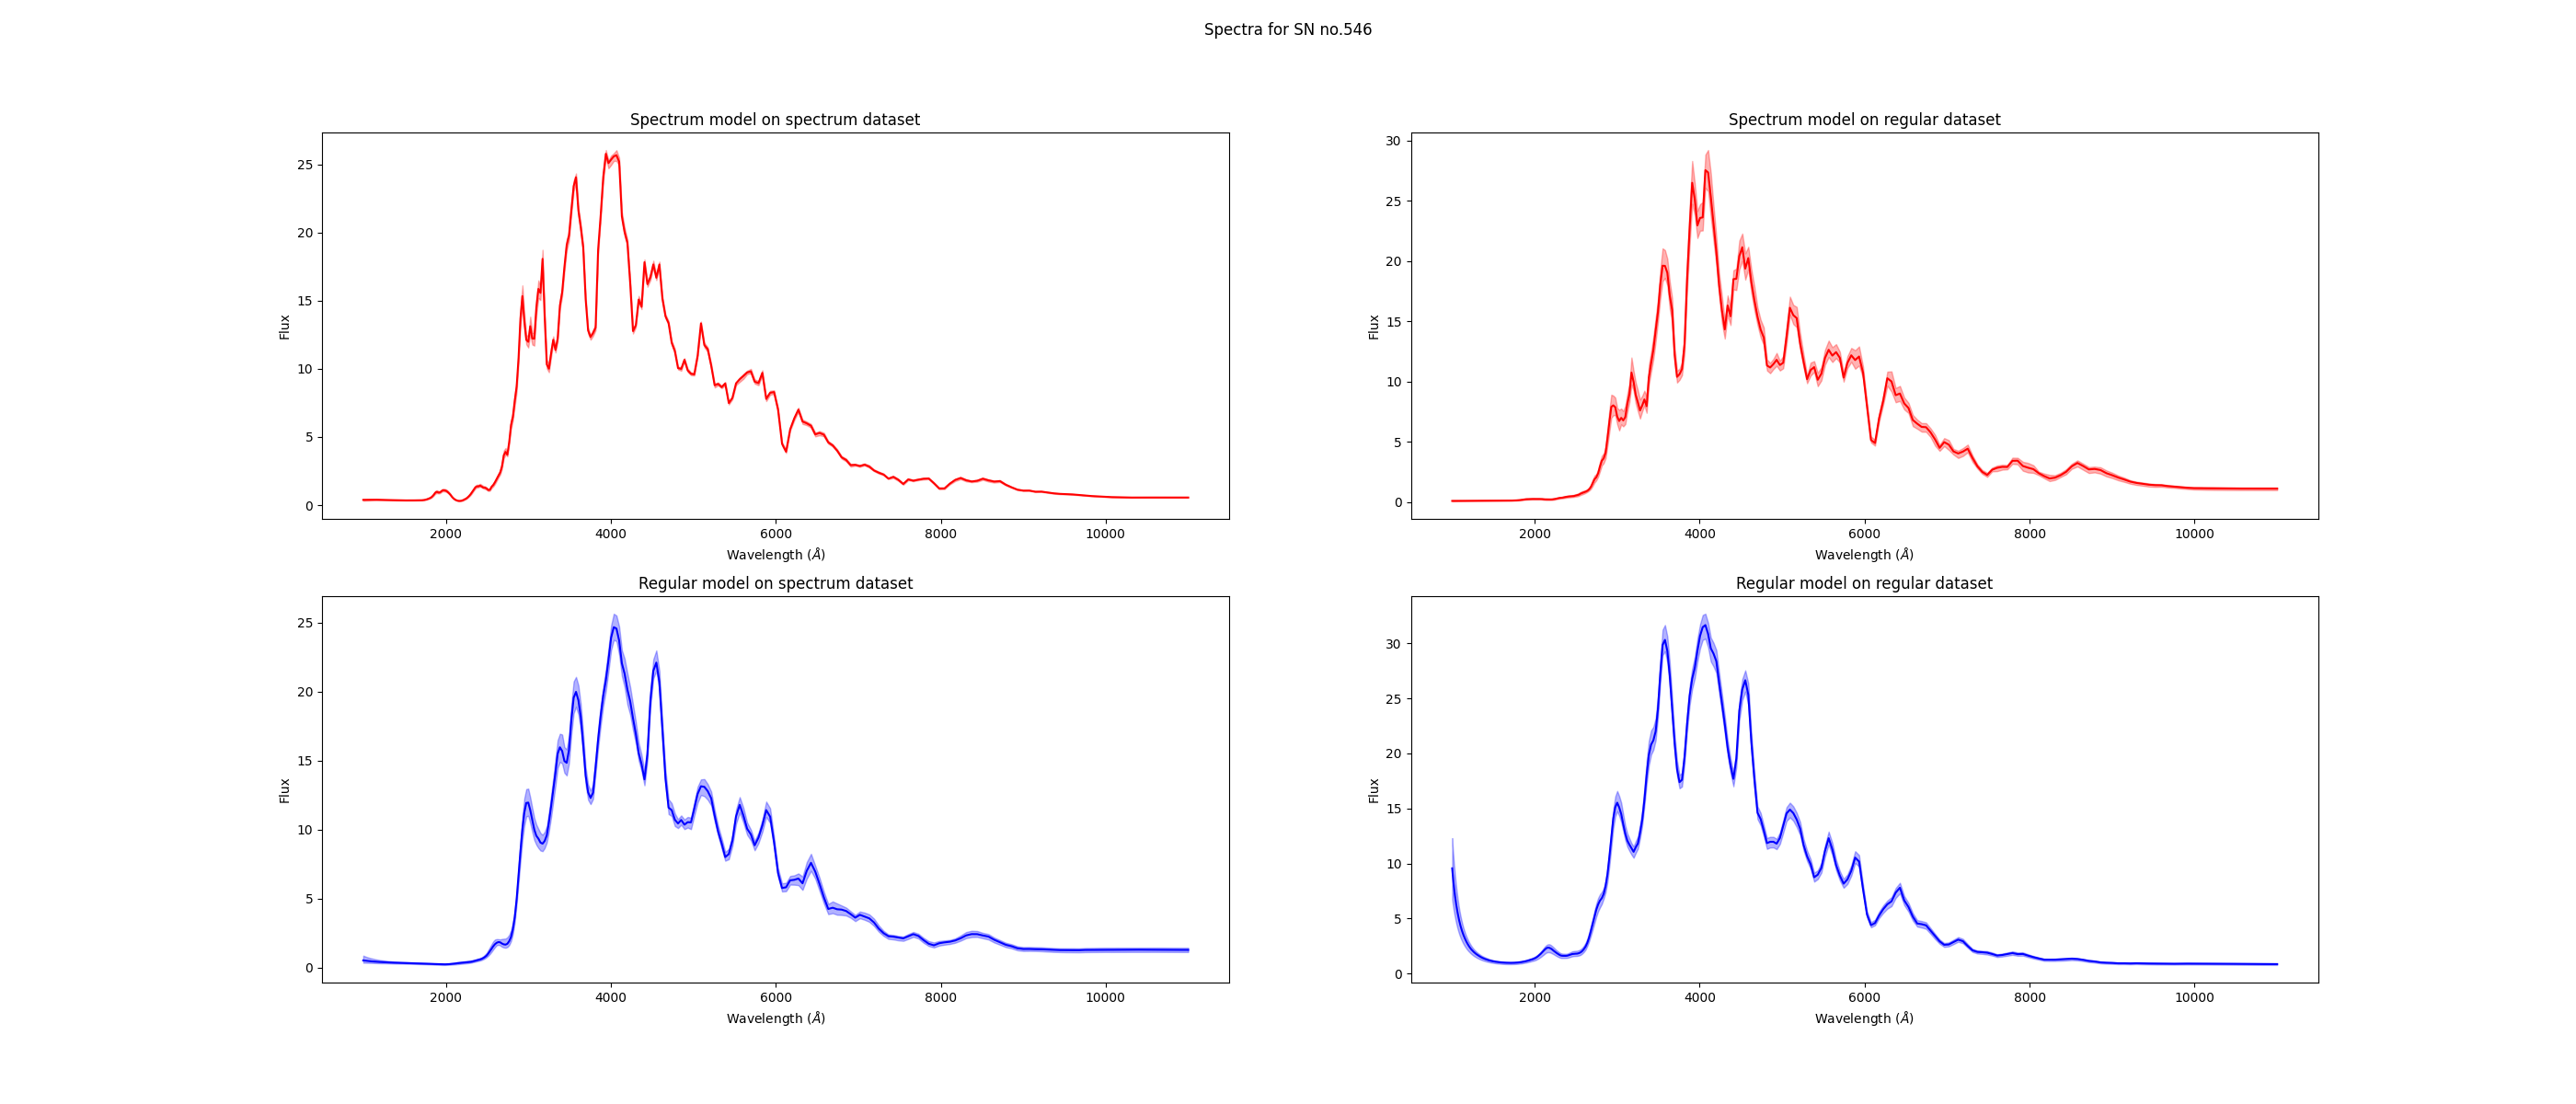 Spectra for SN no.546
Spectrum model on spectrum dataset
25
20
15
10
5
0
Flux
2000 4000 6000 8000 10000
Wavelength (Å)
Spectrum model on regular dataset
30
25
20
15
10
5
0
Flux
2000 4000 6000 8000 10000
Wavelength (Å)
Regular model on spectrum dataset
25
20
15
10
5
0
Flux
2000 4000 6000 8000 10000
Wavelength (Å)
Regular model on regular dataset
30
25
20
15
10
5
0
Flux
2000 4000 6000 8000 10000
Wavelength (Å)